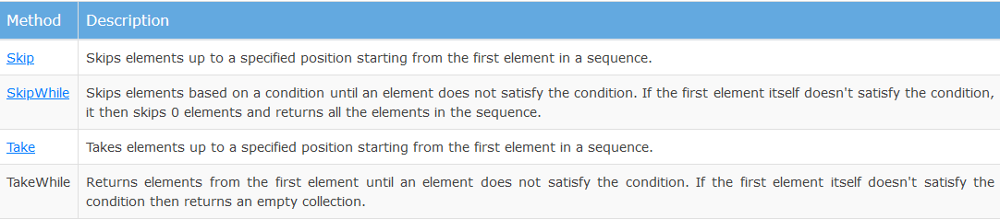 Method Description
Skip Skips elements up to a specified position starting from the first element in a sequence.
SkipWhile Skips elements based on a condition until an element does not satisfy the condition. If the first element itself doesn't satisfy the condition,
it then skips 0 elements and returns all the elements in the sequence.
Take Takes elements up to a specified position starting from the first element in a sequence.
TakeWhile Returns elements from the first element until an element does not satisfy the condition. If the first element itself doesn't satisfy the
condition then returns an empty collection.